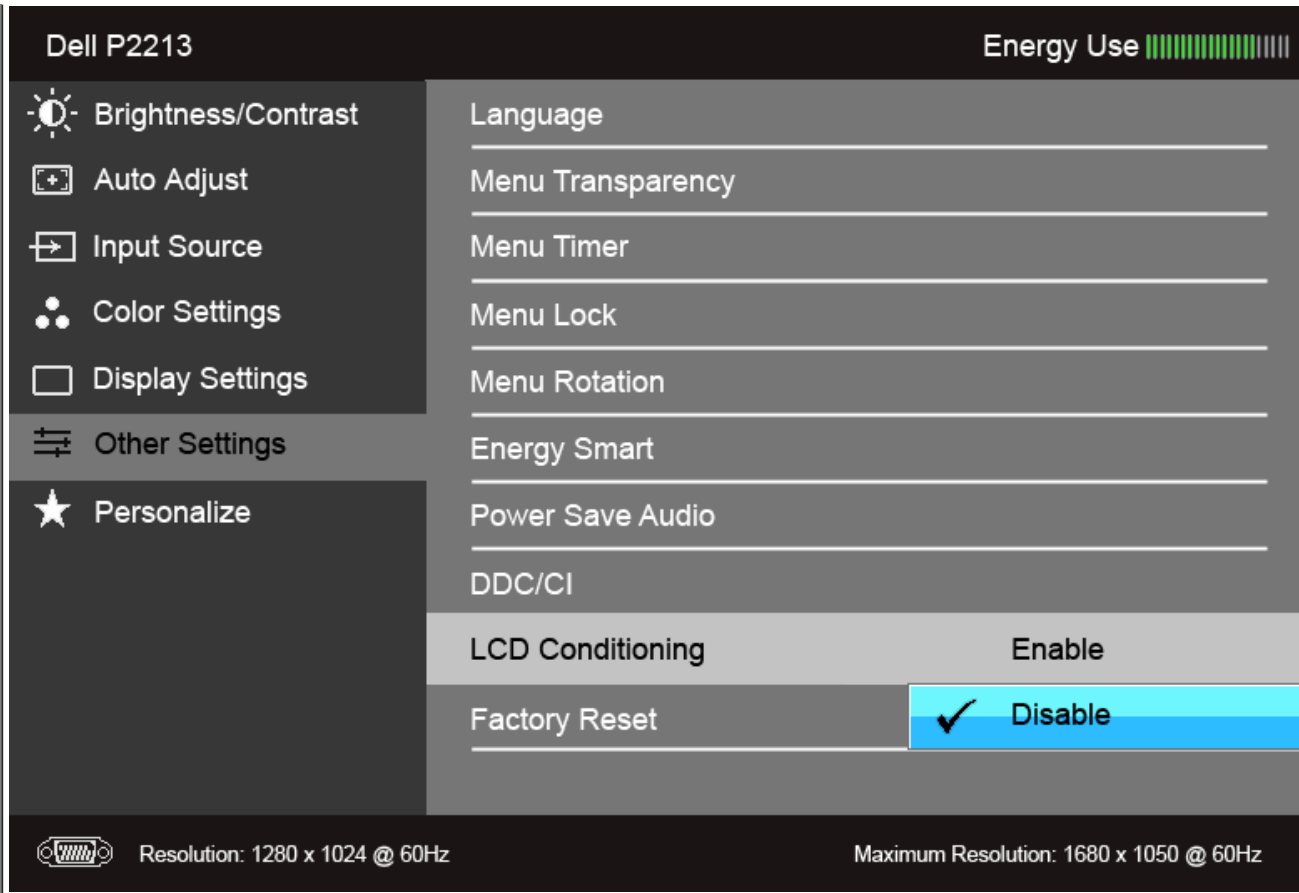 Dell P2213
Energy Use
Brightness/Contrast
Auto Adjust
Input Source
Color Settings
Display Settings
Other Settings
Personalize
Language
Menu Transparency
Menu Timer
Menu Lock
Menu Rotation
Energy Smart
Power Save Audio
DDC/CI
LCD Conditioning
Enable
Factory Reset
Disable
Resolution: 1280 x 1024 @ 60Hz
Maximum Resolution: 1680 x 1050 @ 60Hz